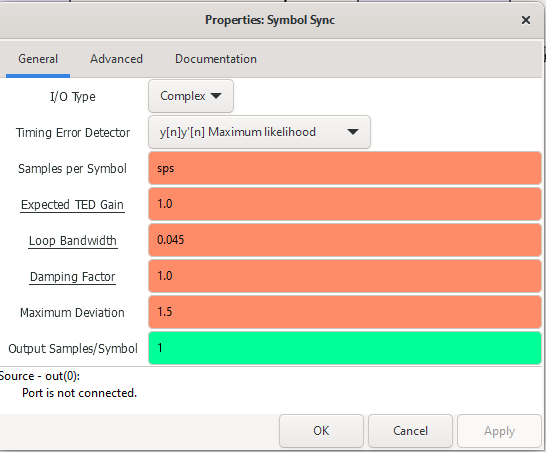 Properties: Symbol Sync
General Advanced Documentation
I/O Type Complex
Timing Error Detector y[n]y'[n] Maximum likelihood
Samples per Symbol sps
Expected TED Gain 1.0
Loop Bandwidth 0.045
Damping Factor 1.0
Maximum Deviation 1.5
Output Samples/Symbol 1
Source - out(0):
Port is not connected.
OK Cancel Apply